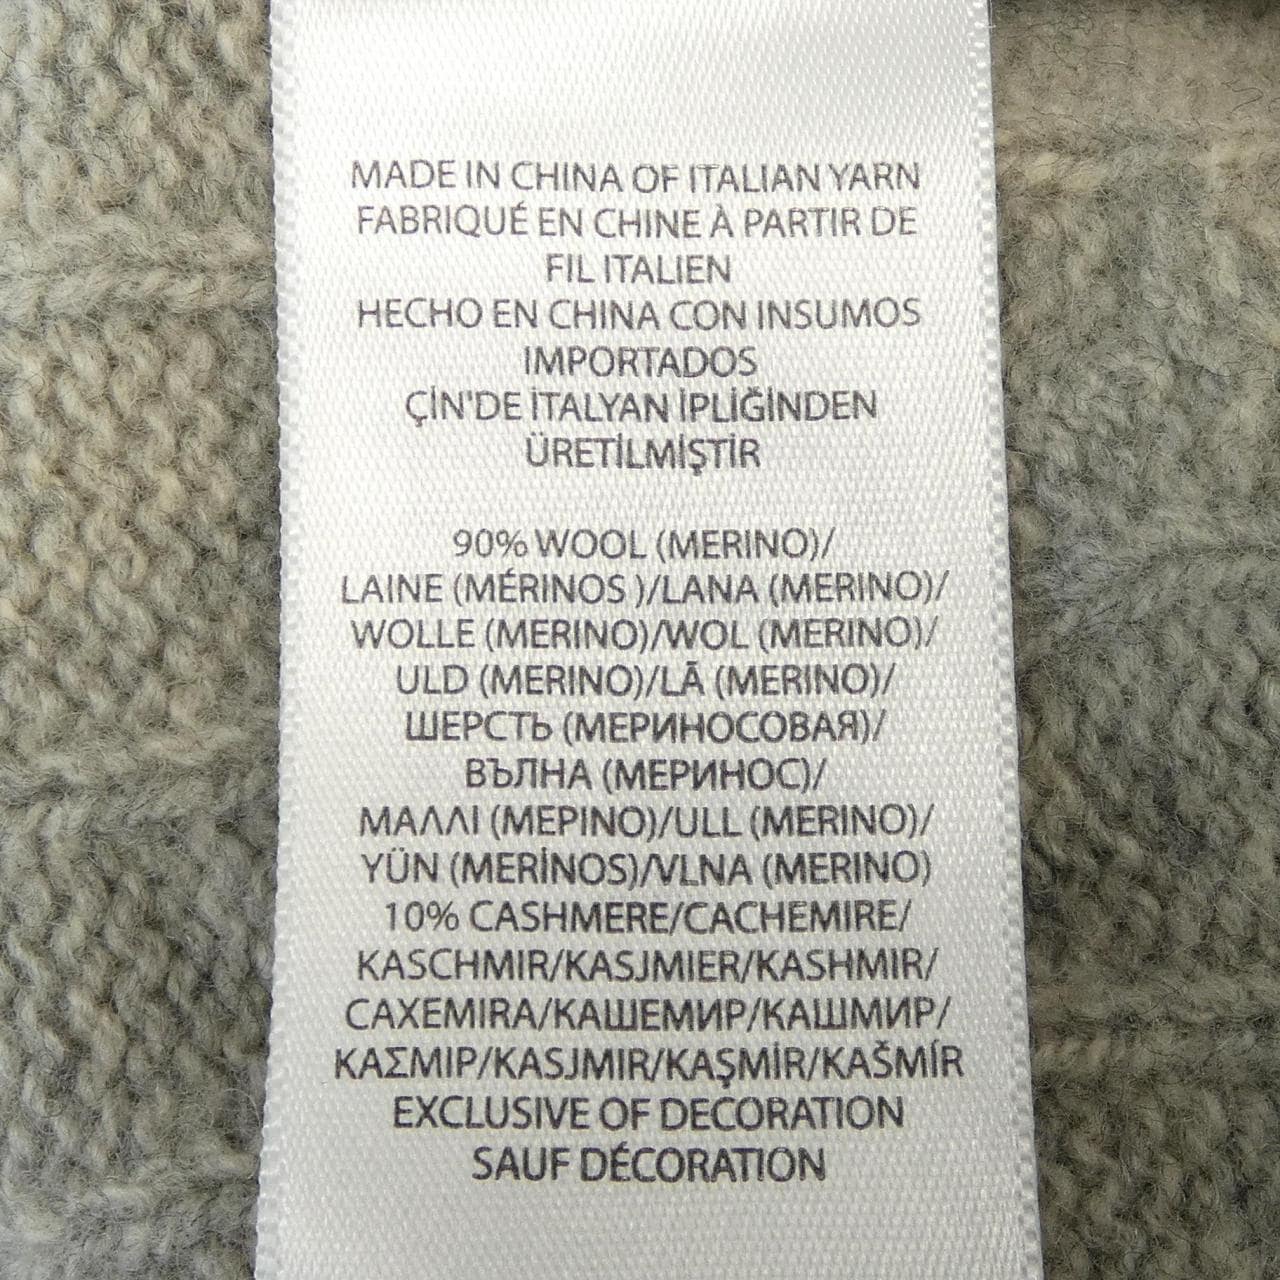 MADE IN CHINA OF ITALIAN YARN
FABRIQUÉ EN CHINE À PARTIR DE
FIL ITALIEN
HECHO EN CHINA CON INSUMOS
IMPORTADOS
ÇİN'DE İTALYAN İPLİĞİNDEN
ÜRETİLMİŞTİR
90% WOOL (MERINO)/
LAINE (MÉRINOS )/LANA (MERINO)/
WOLLE (MERINO)/WOL (MERINO)/
ULD (MERINO)/LÃ (MERINO)/
ШЕРСТЬ (МЕРИНОСОВАЯ)/
ВЪЛНА (МЕРИНОС)/
ΜΑΛΛΙ (ΜΕΡΙΝΟ)/ULL (MERINO)/
YÜN (MERİNOS)/VLNA (MERINO)
10% CASHMERE/CACHEMIRE/
KASCHMIR/KASJMIER/KASHMIR/
CAXEMIRA/КАШЕМИР/КАШМИР/
ΚΑΣΜΙΡ/KASJMIR/KAŞMİR/KAŠMÍR
EXCLUSIVE OF DECORATION
SAUF DÉCORATION